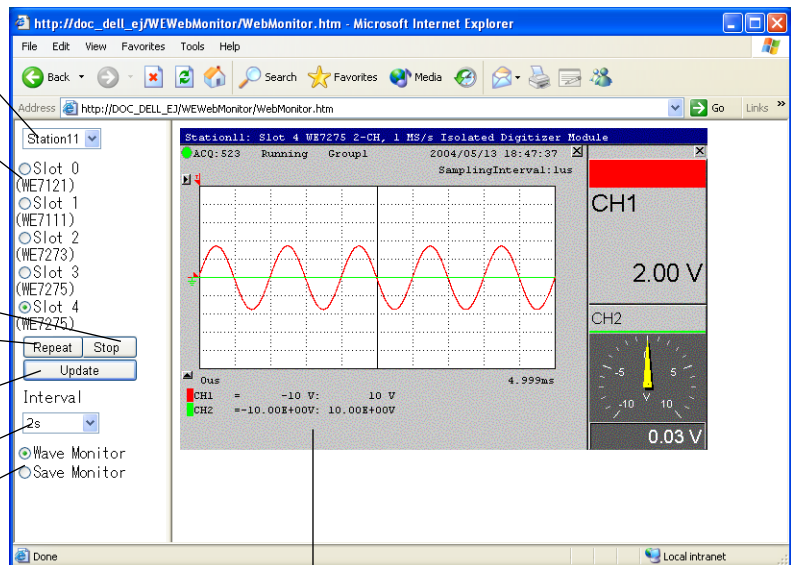 http://doc_dell_ej/WEWebMonitor/WebMonitor.htm - Microsoft Internet Explorer
File Edit View Favorites Tools Help
Back Search Favorites Media
Address http://DOC_DELL_EJ/WEWebMonitor/WebMonitor.htm Go Links »
Station11
Slot 0
(WE7121)
Slot 1
(WE7111)
Slot 2
(WE7273)
Slot 3
(WE7275)
Slot 4
(WE7275)
Repeat Stop
Update
Interval
2s
Wave Monitor
Save Monitor
Station11: Slot 4 WE7275 2-CH, 1 MS/s Isolated Digitizer Module
ACQ:523 Running Group1 2004/05/13 18:47:37
SamplingInterval:1us
0us 4.999ms
CH1 = -10 V: 10 V
CH2 =-10.00E+00V: 10.00E+00V
CH1
2.00 V
CH2
-5 5
-10 V 10
0.03 V
Done Local intranet